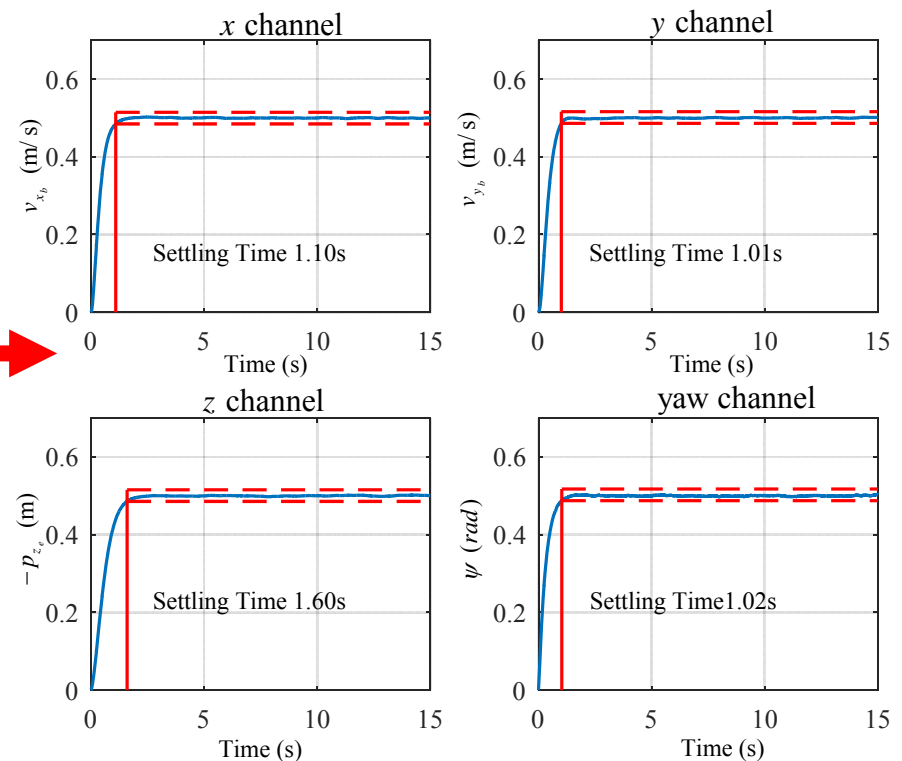 x channel
0.6
0.4
0.2
0
v_{x_b} (m/s)
Settling Time 1.10s
0 5 10 15
Time (s)
y channel
0.6
0.4
0.2
0
v_{y_b} (m/s)
Settling Time 1.01s
0 5 10 15
Time (s)
z channel
0.6
0.4
0.2
0
−p_{z_e} (m)
Settling Time 1.60s
0 5 10 15
Time (s)
yaw channel
0.6
0.4
0.2
0
ψ (rad)
Settling Time1.02s
0 5 10 15
Time (s)